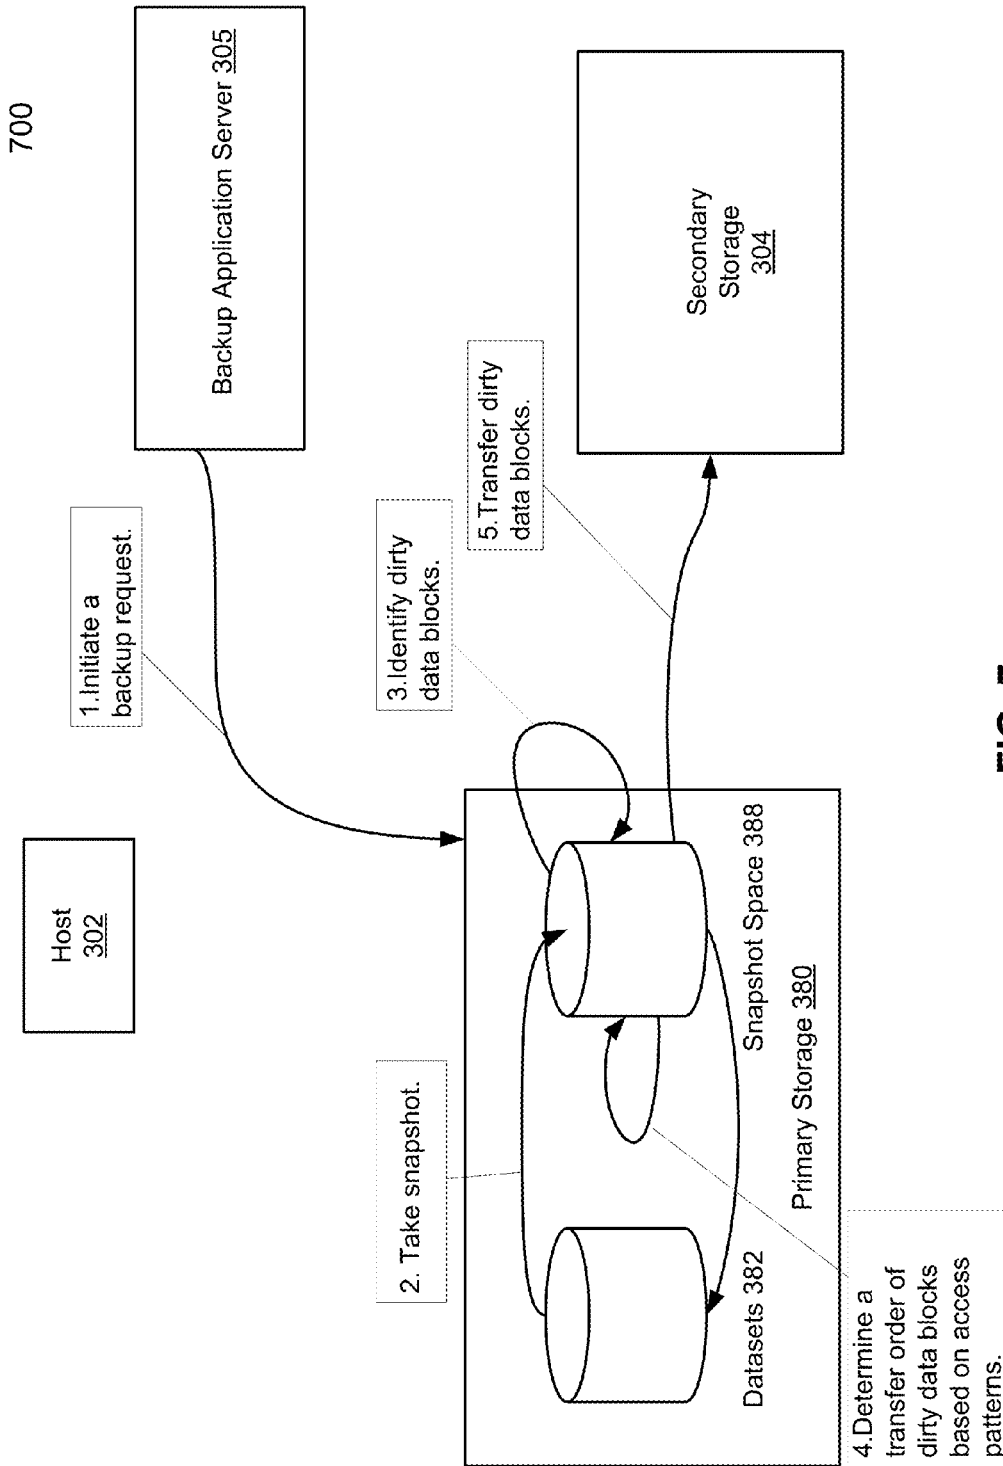 700
Host
302
Backup Application Server 305
1.Initiate a
backup request.
2. Take snapshot.
3.Identify dirty
data blocks.
5.Transfer dirty
data blocks.
Secondary
Storage
304
Datasets 382
Snapshot Space 388
Primary Storage 380
4.Determine a
transfer order of
dirty data blocks
based on access
patterns.